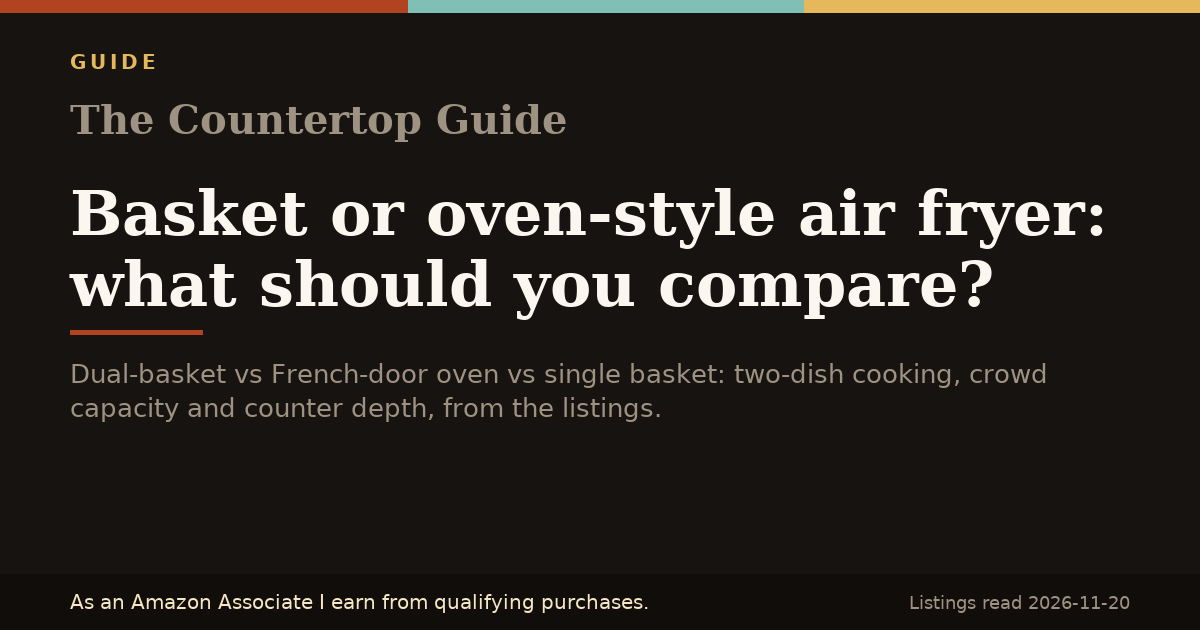 GUIDE
The Countertop Guide
Basket or oven-style air fryer:
what should you compare?
Dual-basket vs French-door oven vs single basket: two-dish cooking, crowd
capacity and counter depth, from the listings.
As an Amazon Associate I earn from qualifying purchases.
Listings read 2026-11-20